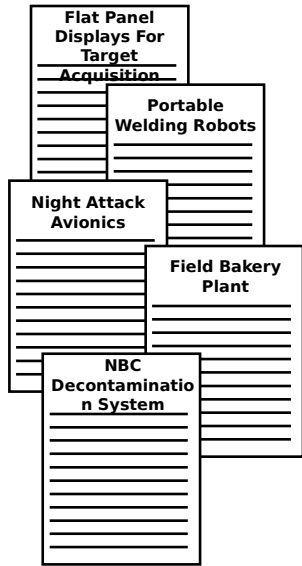 Flat Panel
Displays For
Target
Acquisition
Portable
Welding Robots
Night Attack
Avionics
Field Bakery
Plant
NBC
Decontaminatio
n System